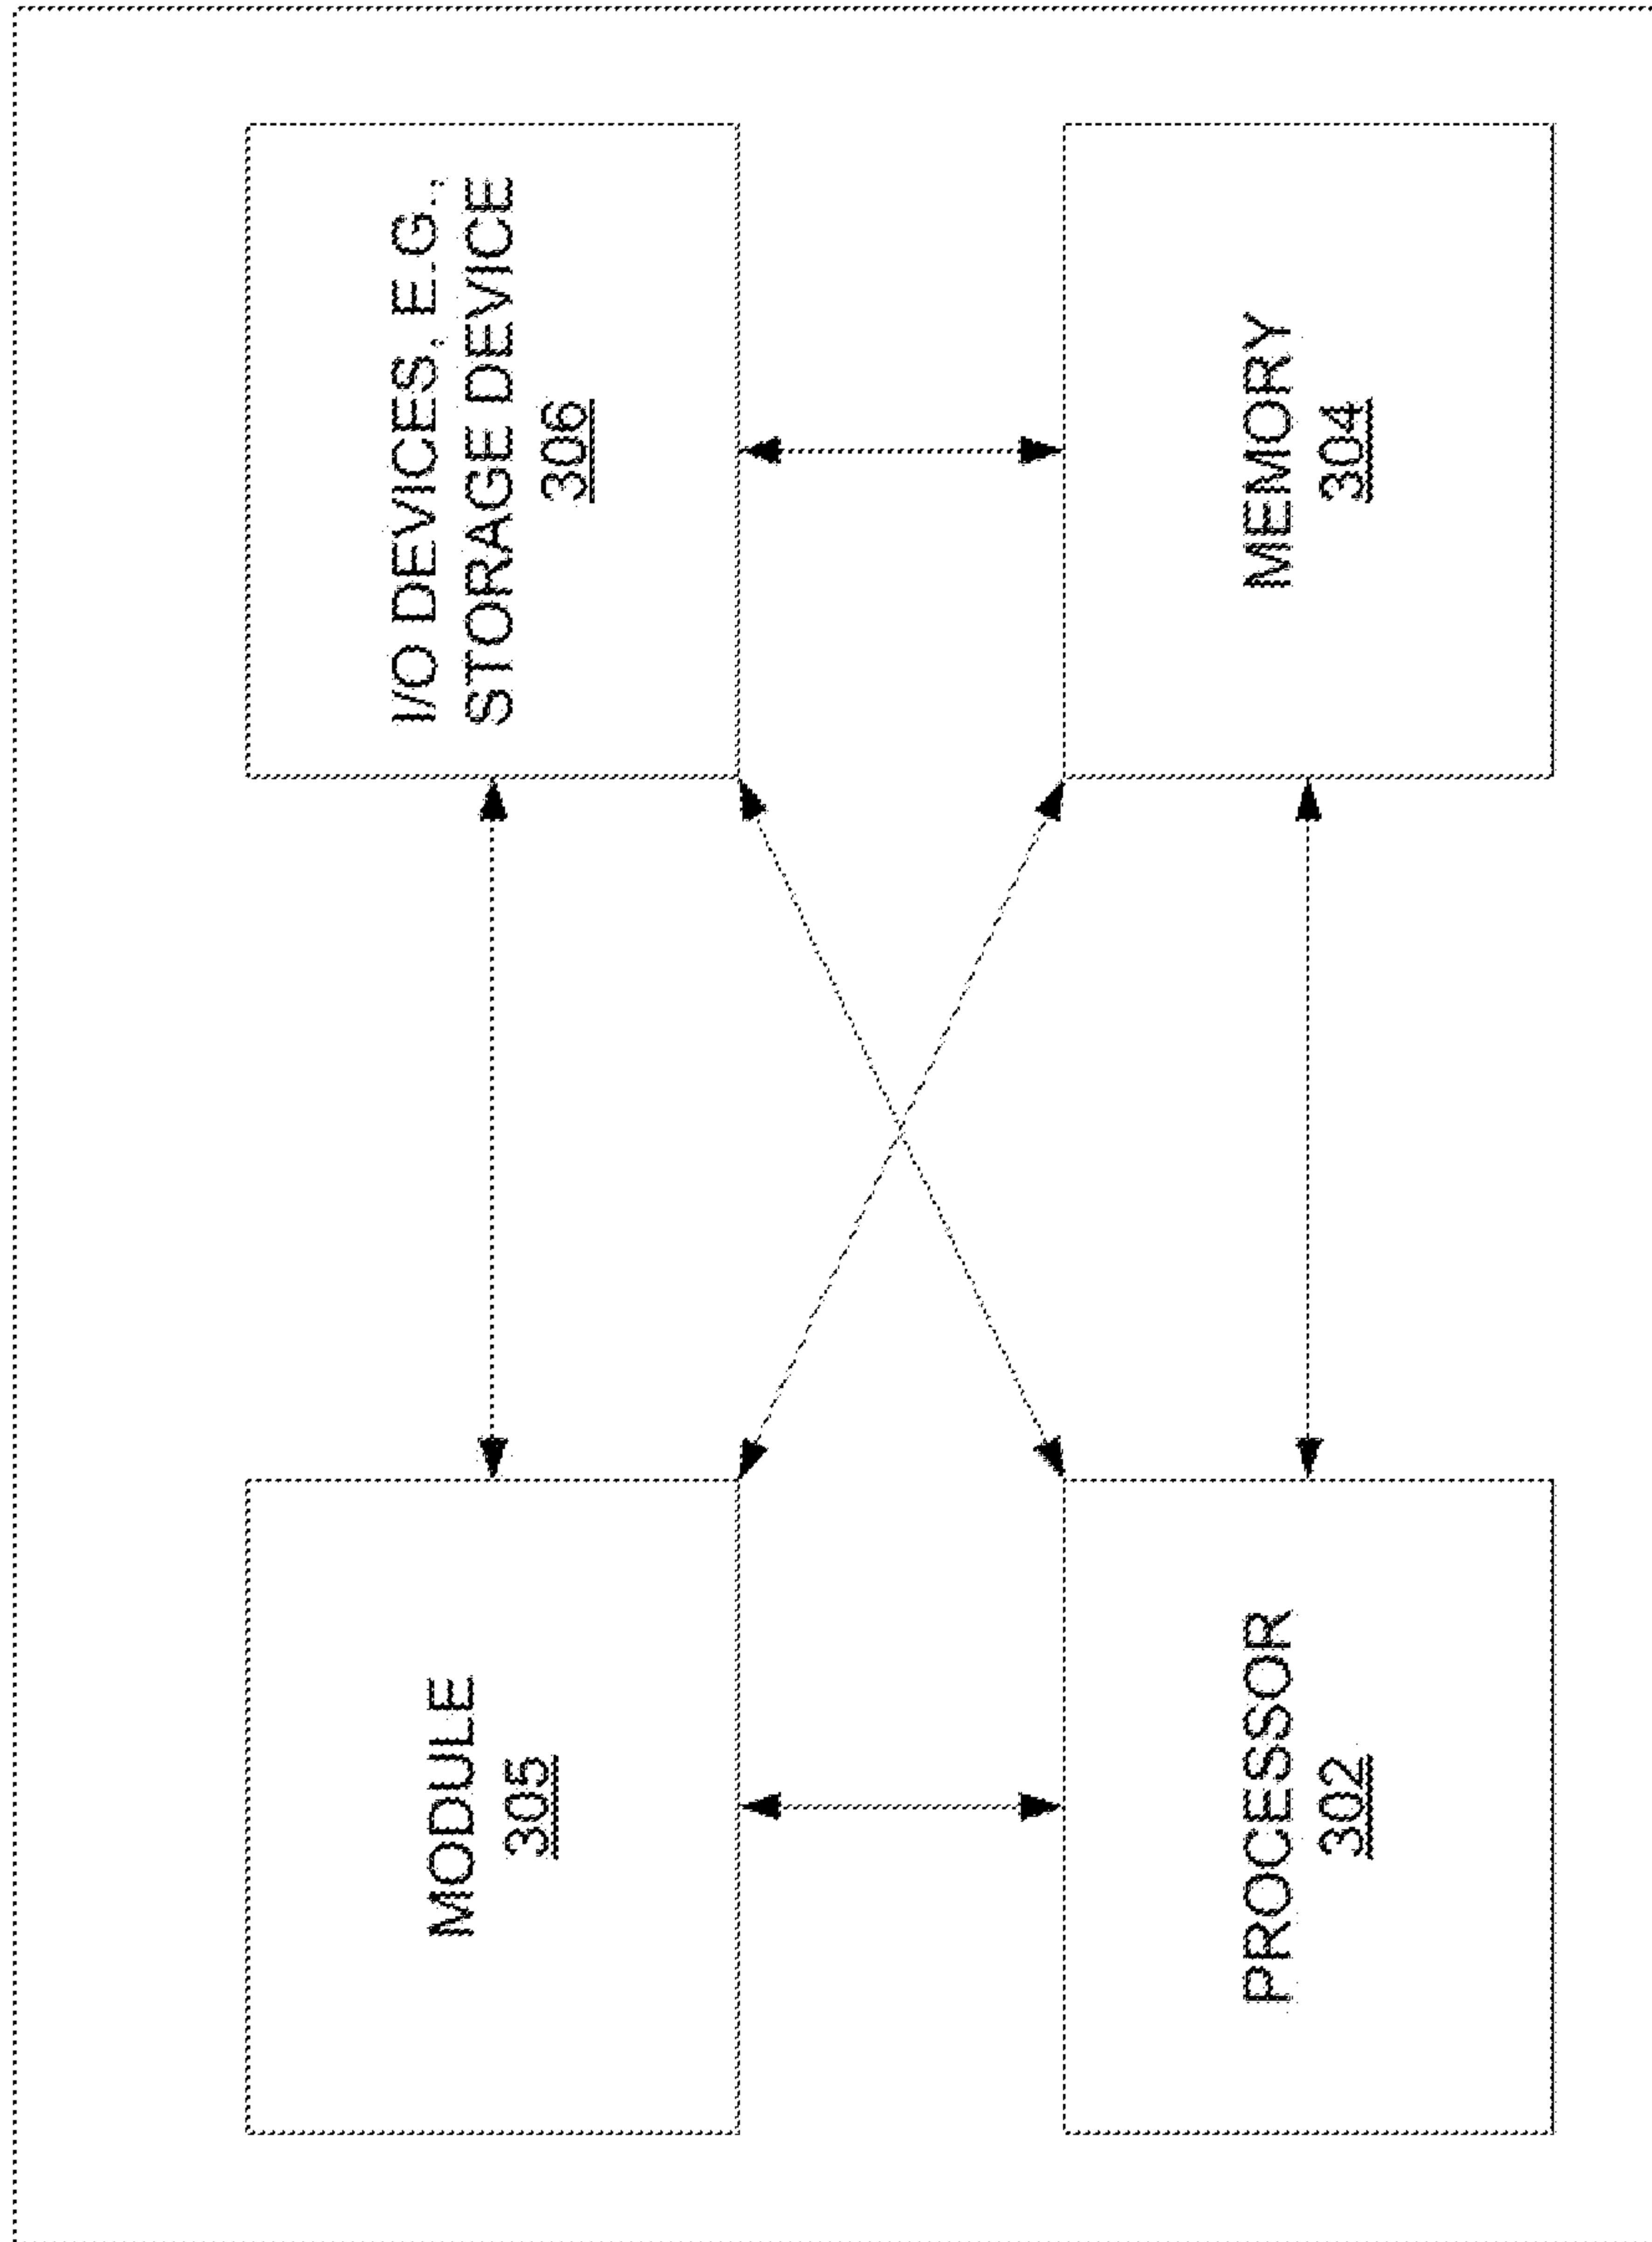 MODULE
305
I/O DEVICES, E.G.,
STORAGE DEVICE
306
PROCESSOR
302
MEMORY
304